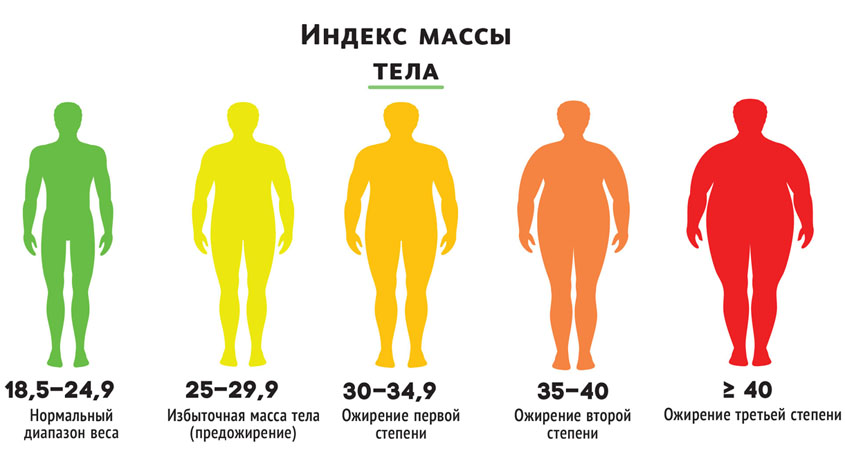 Индекс массы
тела
18,5–24,9
Нормальный
диапазон веса
25–29,9
Избыточная масса тела
(предожирение)
30–34,9
Ожирение первой
степени
35–40
Ожирение второй
степени
≥ 40
Ожирение третьей степени